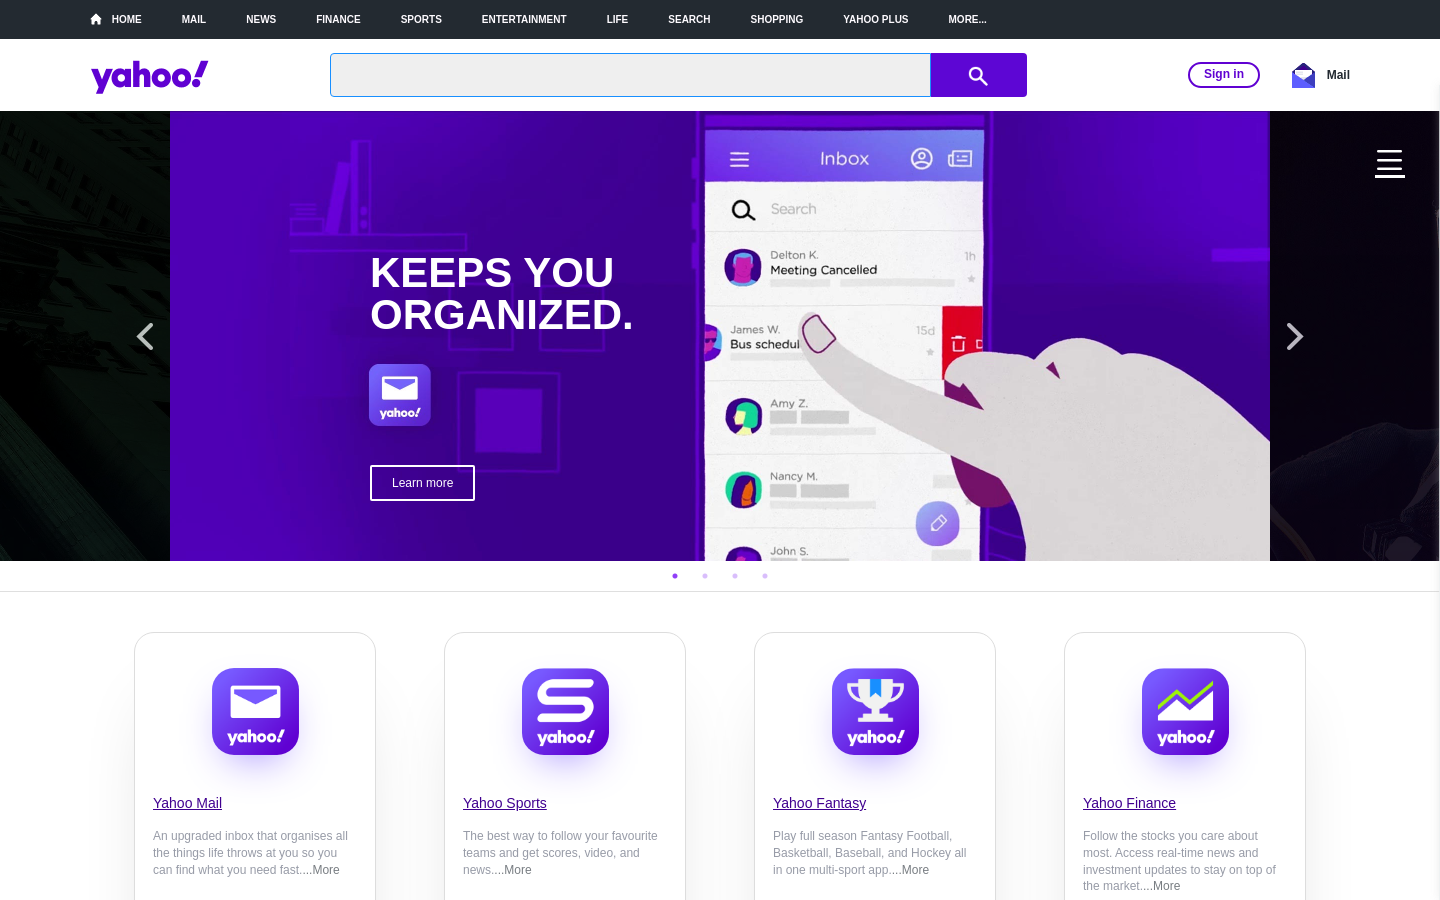 HOME MAIL NEWS FINANCE SPORTS ENTERTAINMENT LIFE SEARCH SHOPPING YAHOO PLUS MORE...
yahoo!
Sign in
Mail
KEEPS YOU
ORGANIZED.
yahoo!
Learn more
Inbox
Search
Delton K.
1h
Meeting Cancelled
James W.
15d
Bus schedul
D
Amy Z.
Nancy M.
John S.
yahoo!
Yahoo Mail
An upgraded inbox that organises all
the things life throws at you so you
can find what you need fast....More
yahoo!
Yahoo Sports
The best way to follow your favourite
teams and get scores, video, and
news....More
yahoo!
Yahoo Fantasy
Play full season Fantasy Football,
Basketball, Baseball, and Hockey all
in one multi-sport app....More
yahoo!
Yahoo Finance
Follow the stocks you care about
most. Access real-time news and
investment updates to stay on top of
the market....More